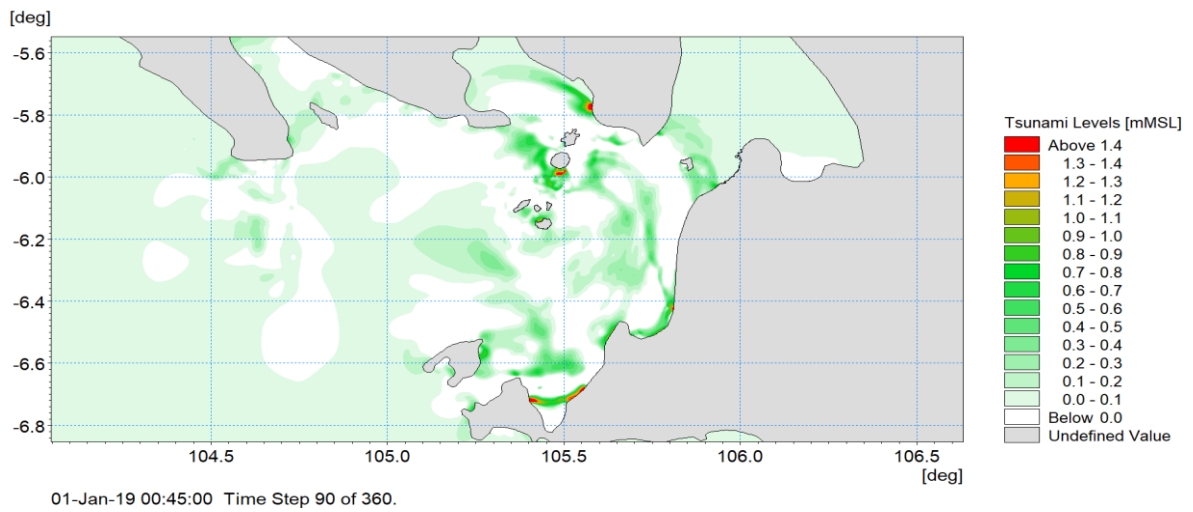 [deg]
-5.6
-5.8
-6.0
-6.2
-6.4
-6.6
-6.8
104.5 105.0 105.5 106.0 106.5
[deg]
Tsunami Levels [mMSL]
Above 1.4
1.3 - 1.4
1.2 - 1.3
1.1 - 1.2
1.0 - 1.1
0.9 - 1.0
0.8 - 0.9
0.7 - 0.8
0.6 - 0.7
0.5 - 0.6
0.4 - 0.5
0.3 - 0.4
0.2 - 0.3
0.1 - 0.2
0.0 - 0.1
Below 0.0
Undefined Value
01-Jan-19 00:45:00 Time Step 90 of 360.